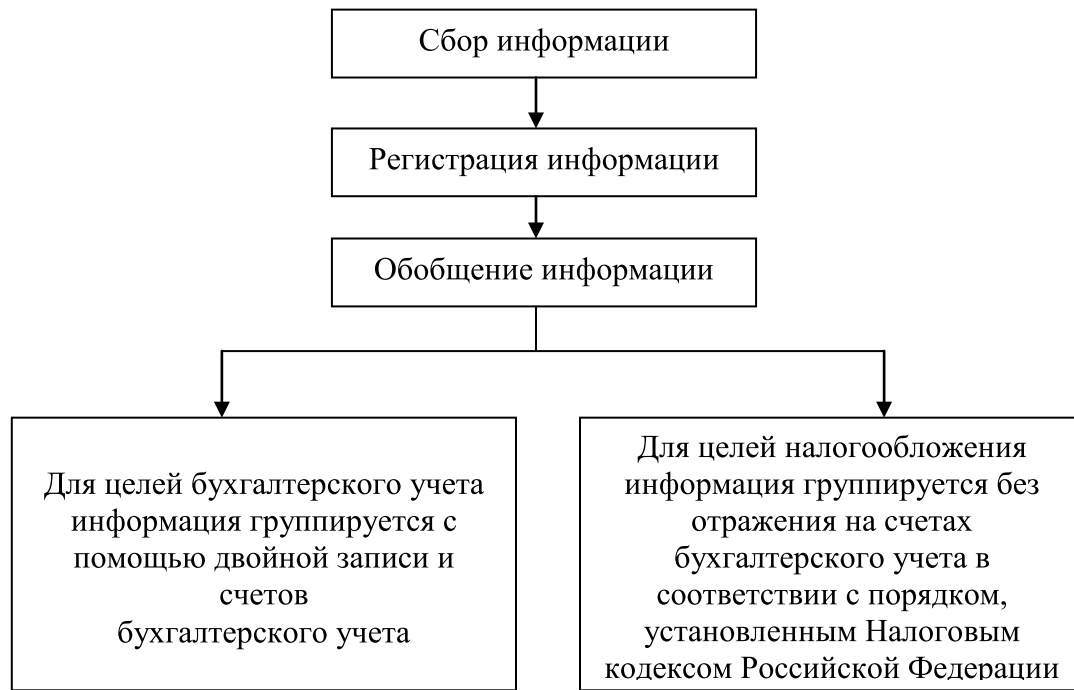 Сбор информации
Регистрация информации
Обобщение информации
Для целей бухгалтерского учета
информация группируется с
помощью двойной записи и
счетов
бухгалтерского учета
Для целей налогообложения
информация группируется без
отражения на счетах
бухгалтерского учета в
соответствии с порядком,
установленным Налоговым
кодексом Российской Федерации